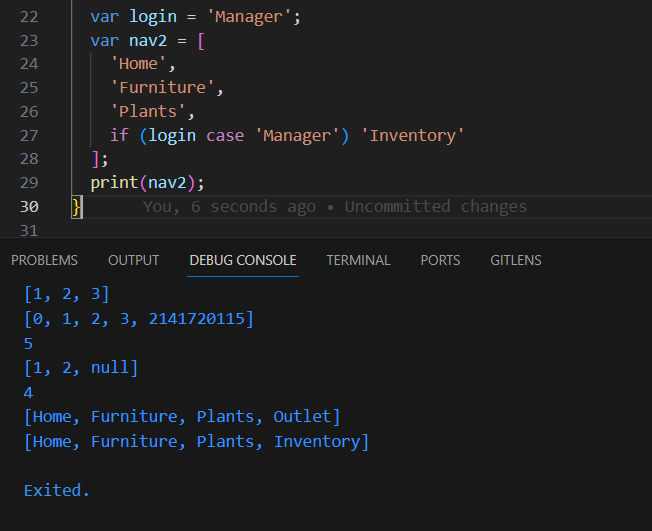 22 var login = 'Manager';
23 var nav2 = [
24 'Home',
25 'Furniture',
26 'Plants',
27 if (login case 'Manager') 'Inventory'
28 ];
29 print(nav2);
30 } You, 6 seconds ago • Uncommitted changes
31
PROBLEMS OUTPUT DEBUG CONSOLE TERMINAL PORTS GITLENS
[1, 2, 3]
[0, 1, 2, 3, 2141720115]
5
[1, 2, null]
4
[Home, Furniture, Plants, Outlet]
[Home, Furniture, Plants, Inventory]
Exited.